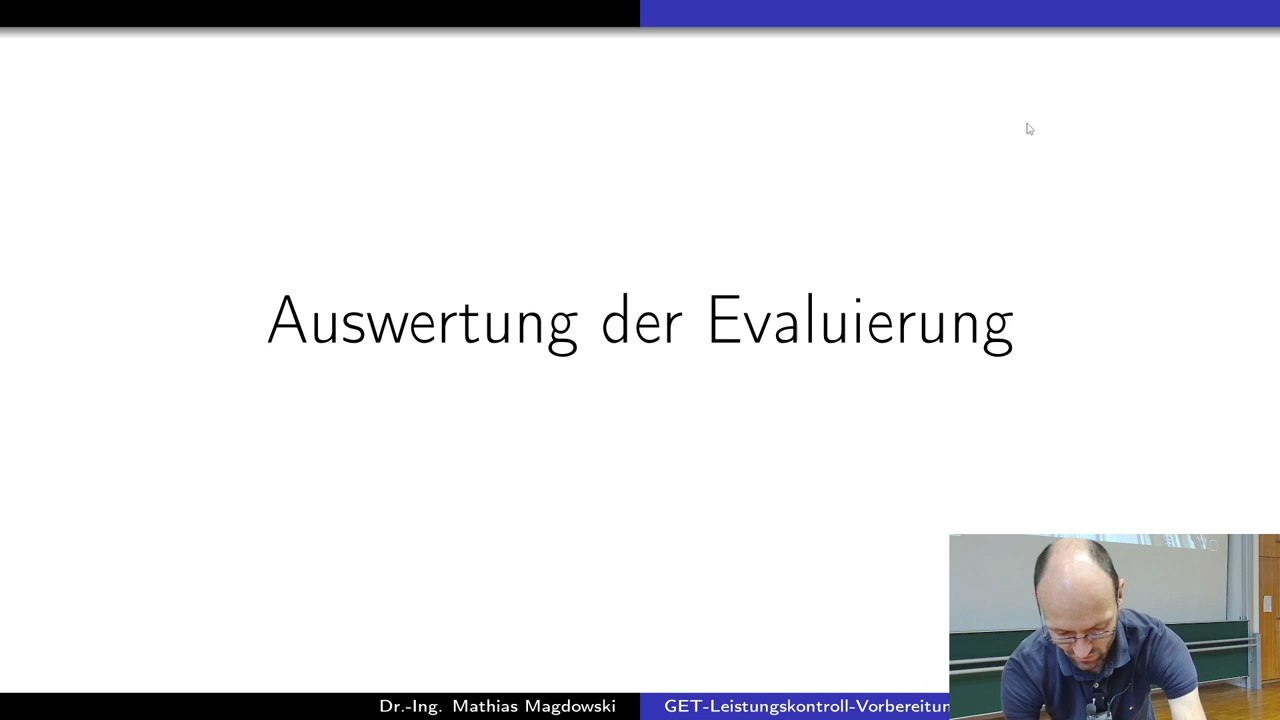 Auswertung der Evaluierung
Dr.-Ing. Mathias Magdowski
GET-Leistungskontroll-Vorbereitun